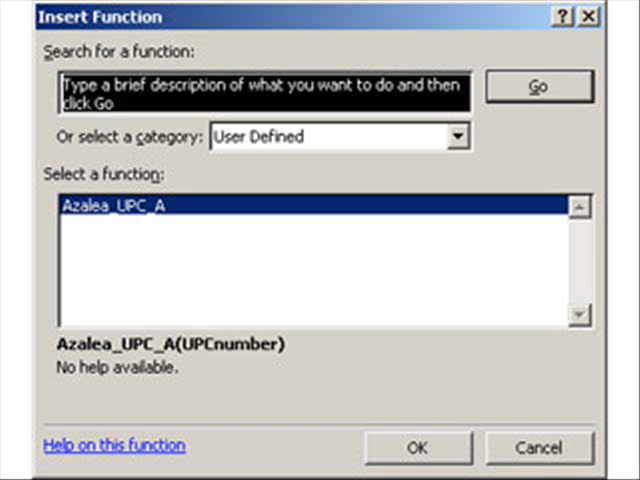 Insert Function
Search for a function:
Type a brief description of what you want to do and then
click Go
Go
Or select a category: User Defined
Select a function:
Azalea_UPC_A
Azalea_UPC_A(UPCnumber)
No help available.
Help on this function
OK
Cancel